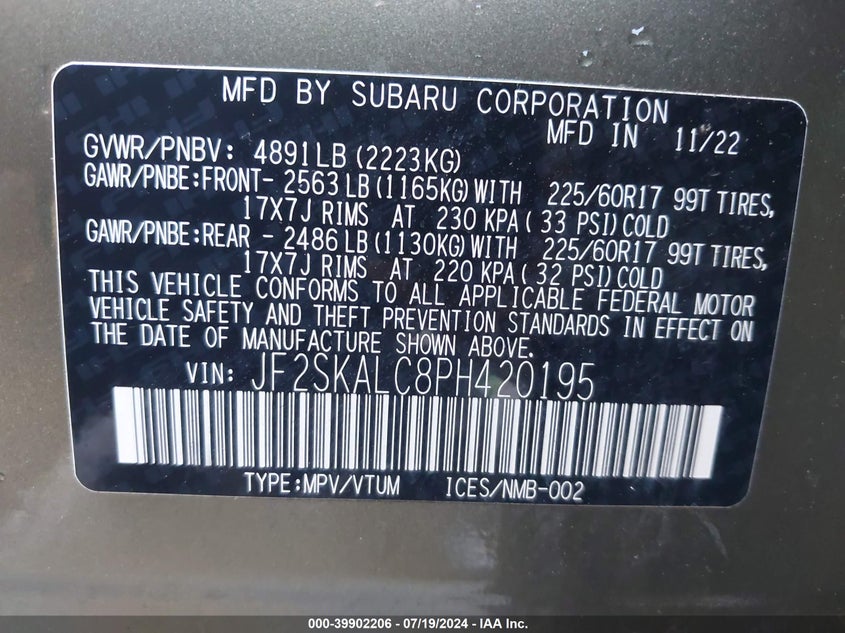 MFD BY SUBARU CORPORATION
MFD IN 11/22
GVWR/PNBV: 4891LB (2223KG)
GAWR/PNBE:FRONT- 2563 LB (1165KG) WITH 225/60R17 99T TIRES,
17X7J RIMS AT 230 KPA (33 PSI) COLD
GAWR/PNBE:REAR - 2486 LB (1130KG) WITH 225/60R17 99T TIRES,
17X7J RIMS AT 220 KPA (32 PSI) COLD
THIS VEHICLE CONFORMS TO ALL APPLICABLE FEDERAL MOTOR
VEHICLE SAFETY AND THEFT PREVENTION STANDARDS IN EFFECT ON
THE DATE OF MANUFACTURE SHOWN ABOVE.
VIN: JF2SKALC8PH420195
TYPE:MPV/VTUM ICES/NMB-002
000-39902206 - 07/19/2024 - IAA Inc.